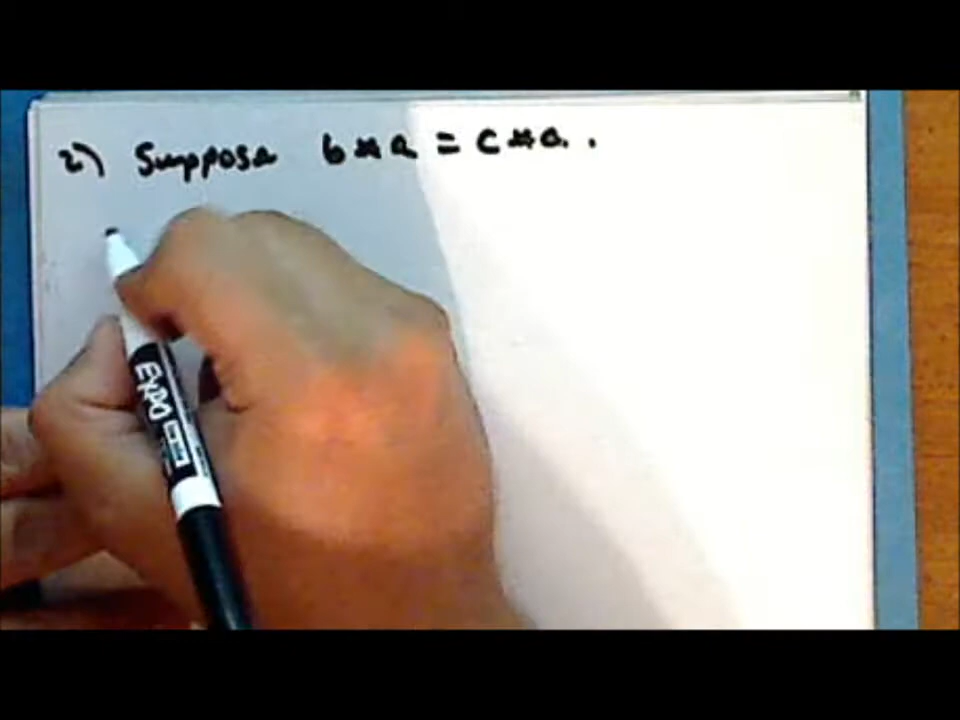 2) Suppose b * a = c * a.
EXPO